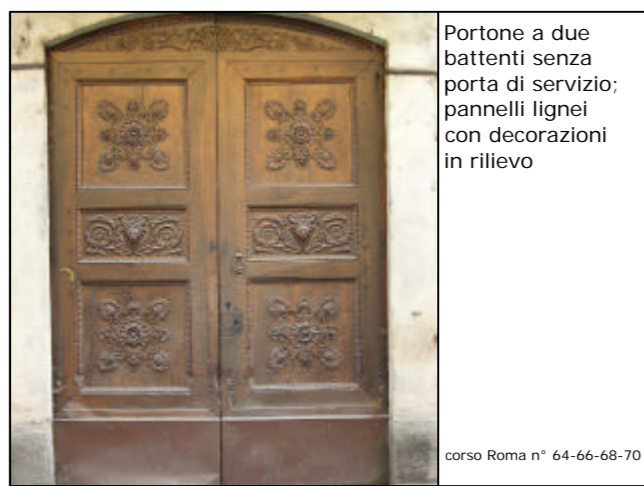 Portone a due
battenti senza
porta di servizio;
pannelli lignei
con decorazioni
in rilievo
corso Roma n° 64-66-68-70